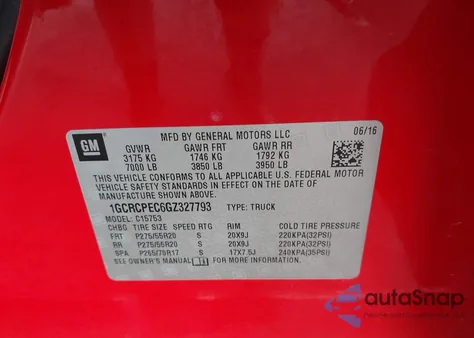 GM
MFD BY GENERAL MOTORS LLC
06/16
GVWR GAWR FRT GAWR RR
3175 KG 1746 KG 1792 KG
7000 LB 3850 LB 3950 LB
THIS VEHICLE CONFORMS TO ALL APPLICABLE U.S. FEDERAL MOTOR
VEHICLE SAFETY STANDARDS IN EFFECT ON THE DATE OF
MANUFACTURE SHOWN ABOVE.
1GCRCPEC6GZ327793 TYPE: TRUCK
MODEL: C15753
TIRE SIZE SPEED RTG RIM COLD TIRE PRESSURE
FRT P275/55R20 S 20X9J 220KPA(32PSI)
RR P275/55R20 S 20X9J 220KPA(32PSI)
SPA P265/70R17 S 17X7.5J 240KPA(35PSI)
SEE OWNER'S MANUAL FOR MORE INFORMATION.
autoSnap